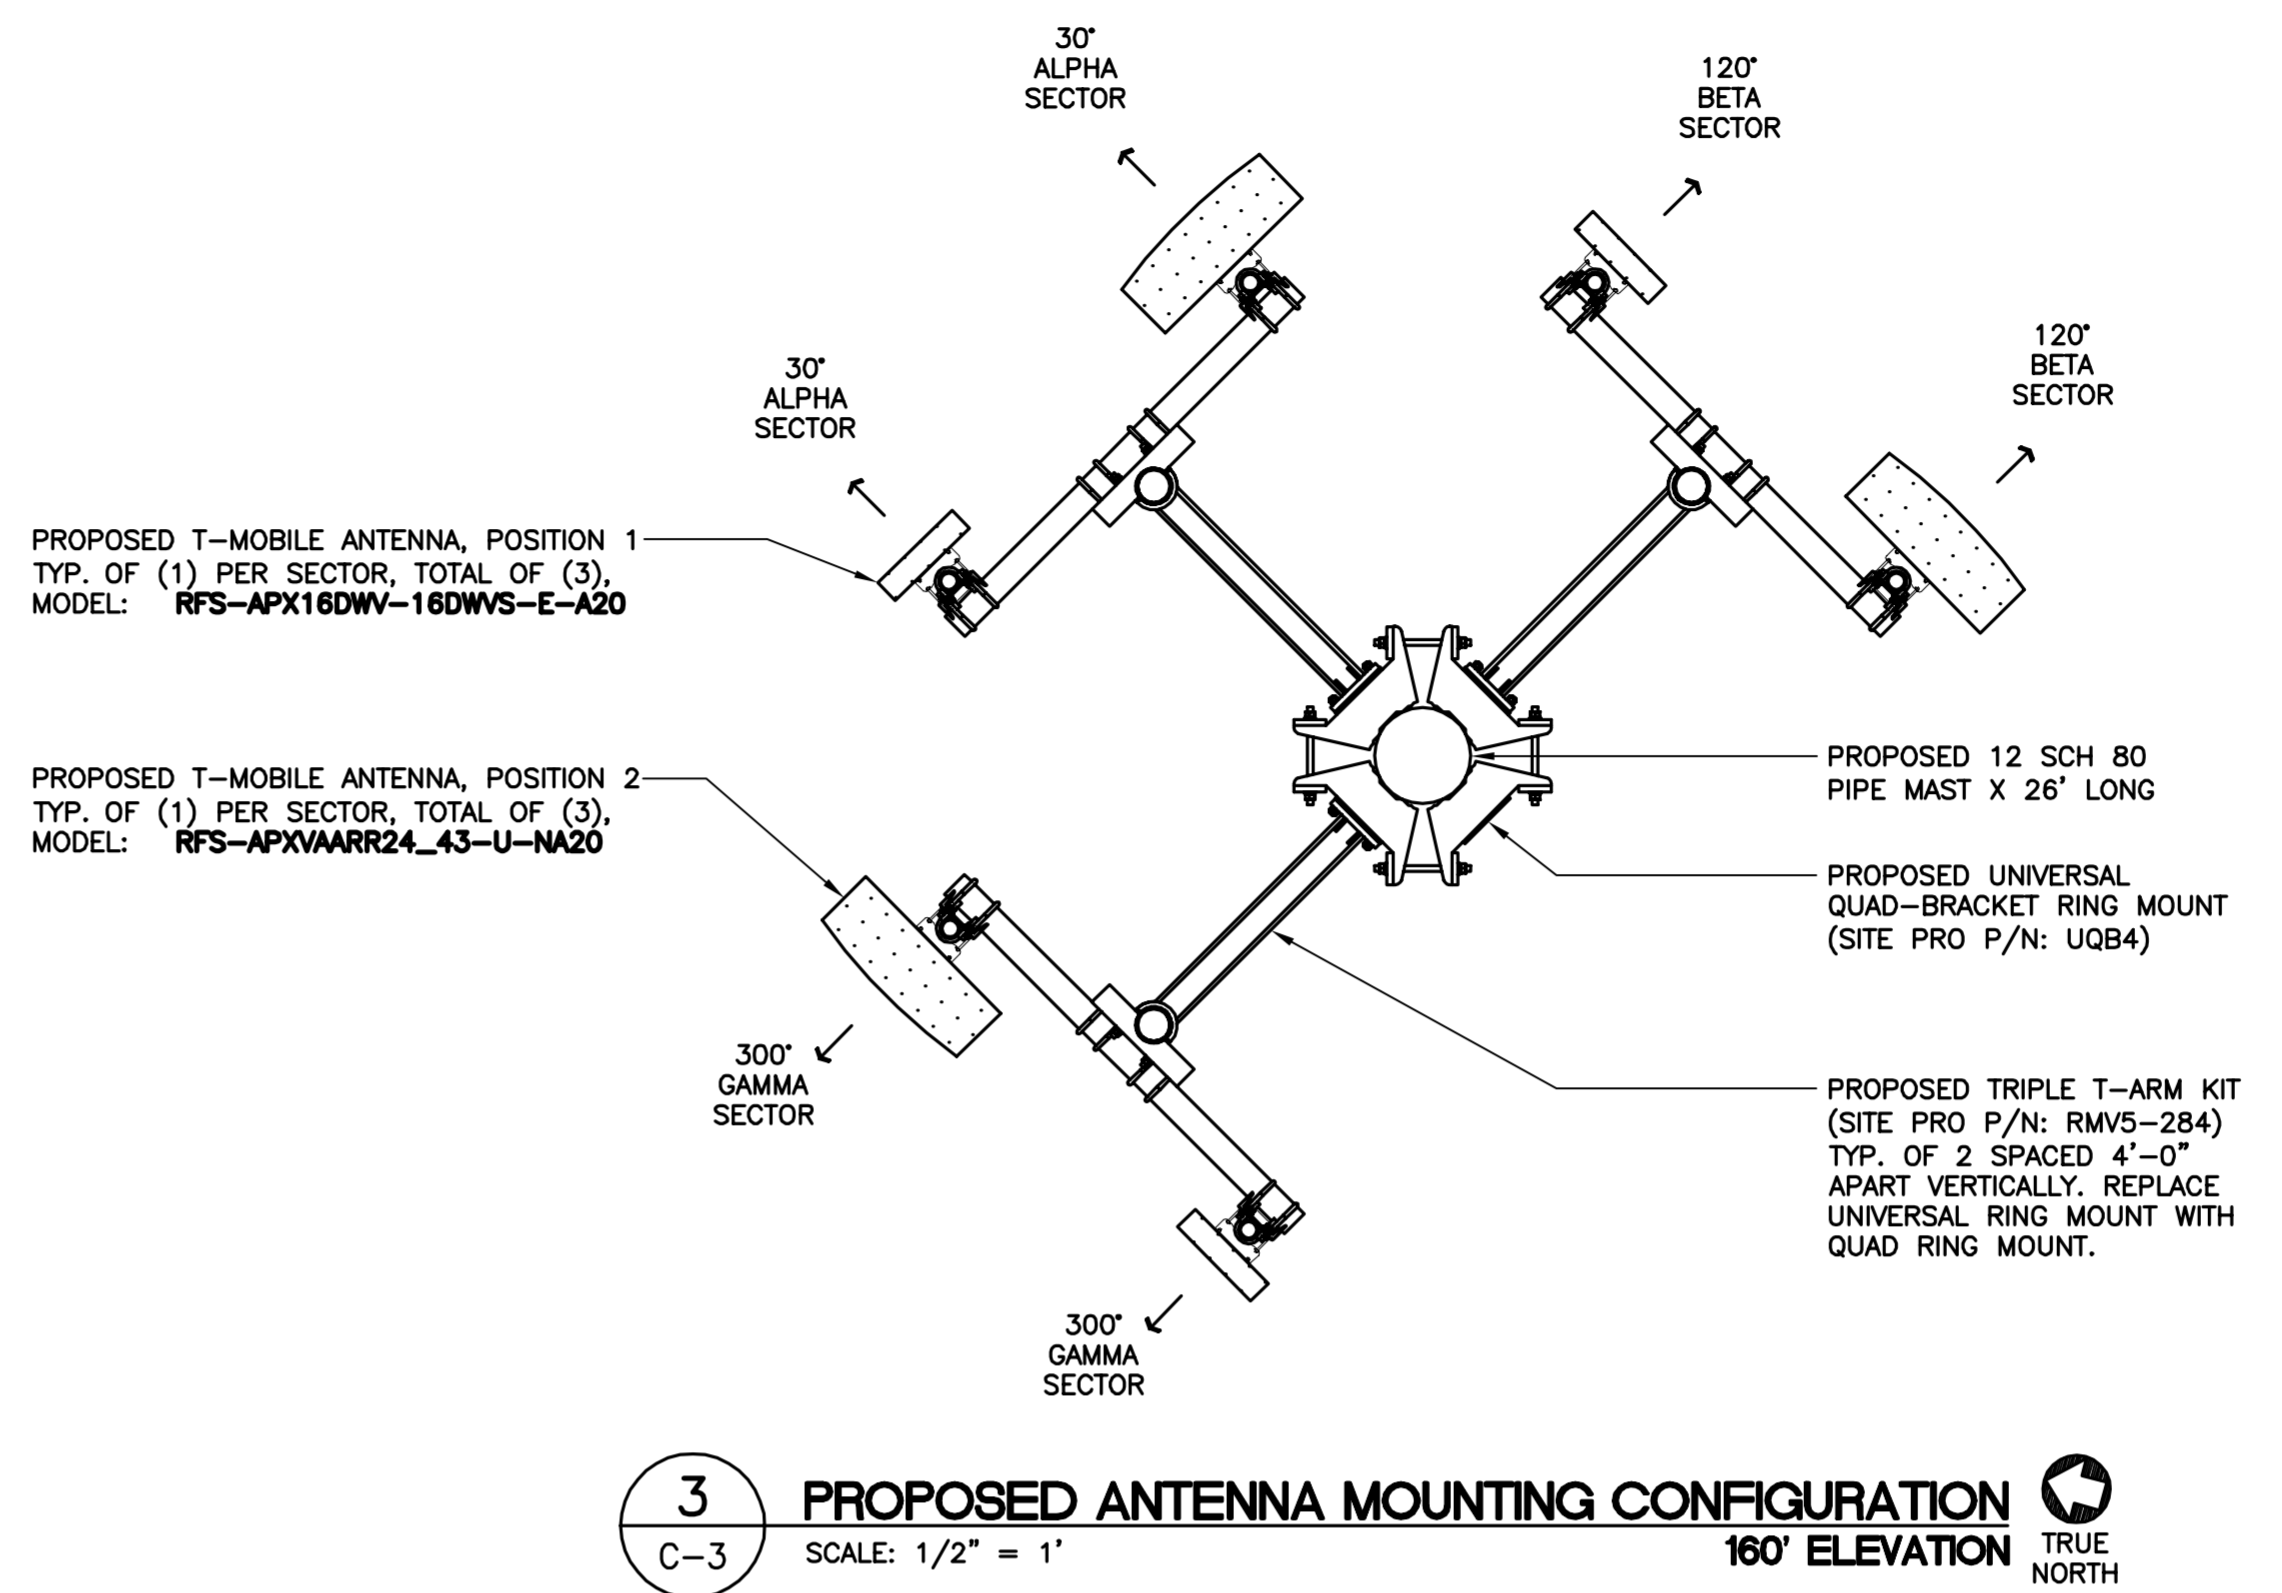 30°
ALPHA
SECTOR
120°
BETA
SECTOR
30°
ALPHA
SECTOR
120°
BETA
SECTOR
PROPOSED T-MOBILE ANTENNA, POSITION 1
TYP. OF (1) PER SECTOR, TOTAL OF (3),
MODEL: RFS-APX16DWV-16DWVS-E-A20
PROPOSED T-MOBILE ANTENNA, POSITION 2
TYP. OF (1) PER SECTOR, TOTAL OF (3),
MODEL: RFS-APXVAARR24_43-U-NA20
PROPOSED 12 SCH 80
PIPE MAST X 26' LONG
PROPOSED UNIVERSAL
QUAD-BRACKET RING MOUNT
(SITE PRO P/N: UQB4)
300°
GAMMA
SECTOR
PROPOSED TRIPLE T-ARM KIT
(SITE PRO P/N: RMV5-284)
TYP. OF 2 SPACED 4'-0"
APART VERTICALLY. REPLACE
UNIVERSAL RING MOUNT WITH
QUAD RING MOUNT.
300°
GAMMA
SECTOR
3
C-3
PROPOSED ANTENNA MOUNTING CONFIGURATION
SCALE: 1/2" = 1'
160' ELEVATION
TRUE
NORTH